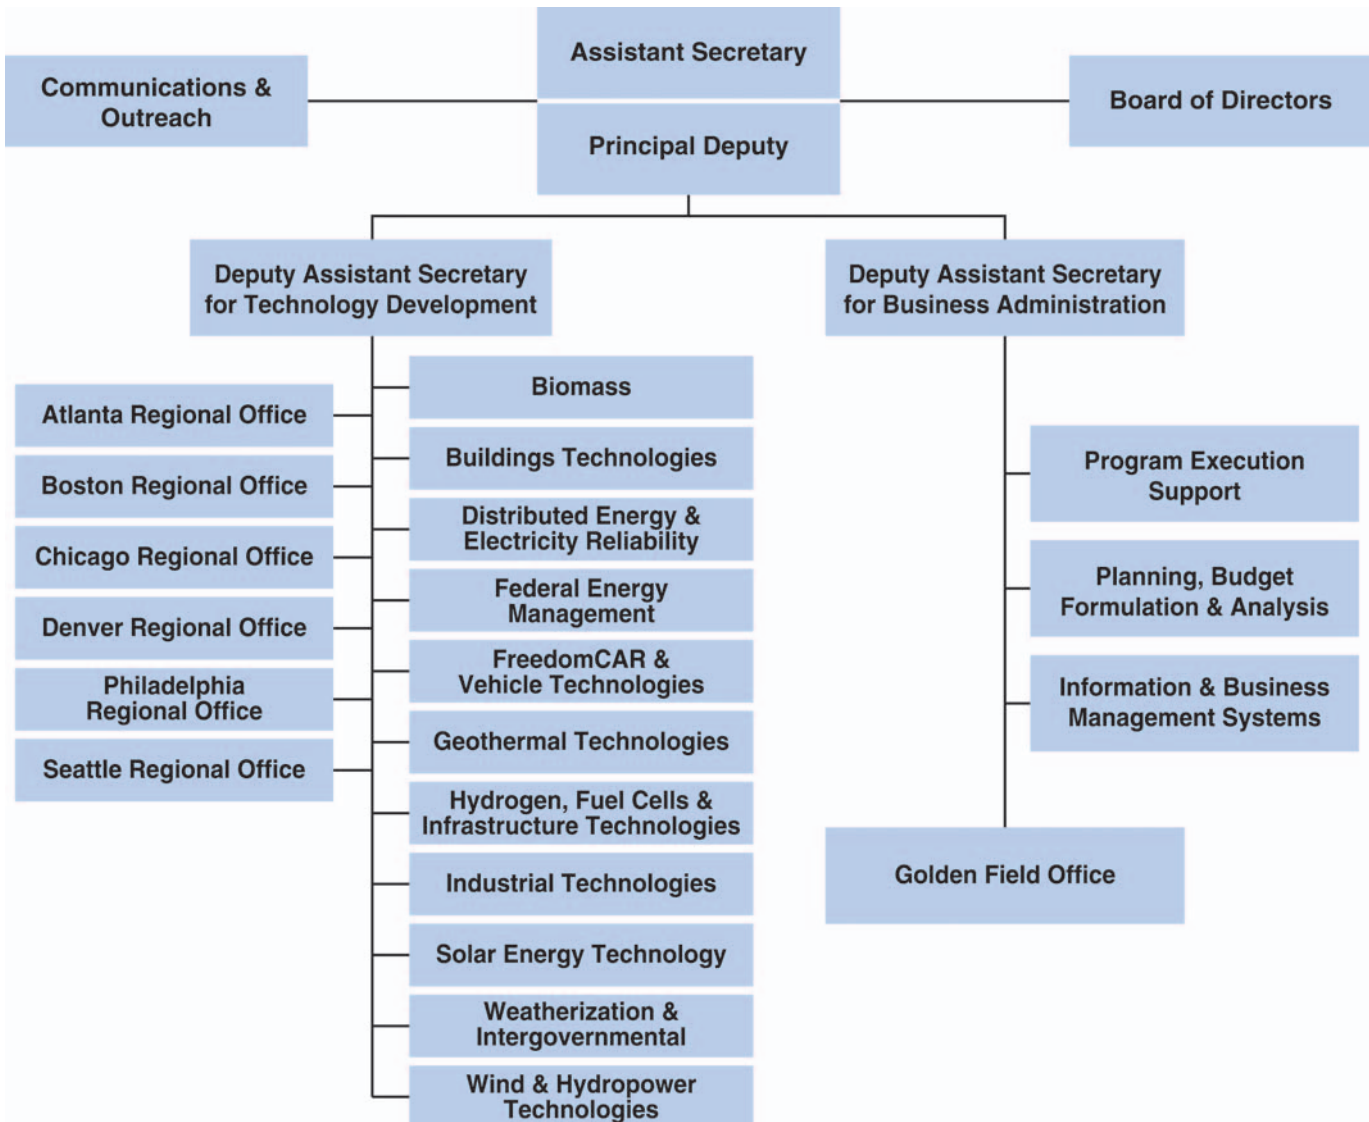 Assistant Secretary
Communications &
Outreach
Board of Directors
Principal Deputy
Deputy Assistant Secretary
for Technology Development
Deputy Assistant Secretary
for Business Administration
Atlanta Regional Office
Boston Regional Office
Chicago Regional Office
Denver Regional Office
Philadelphia
Regional Office
Seattle Regional Office
Biomass
Buildings Technologies
Distributed Energy &
Electricity Reliability
Federal Energy
Management
FreedomCAR &
Vehicle Technologies
Geothermal Technologies
Hydrogen, Fuel Cells &
Infrastructure Technologies
Industrial Technologies
Solar Energy Technology
Weatherization &
Intergovernmental
Wind & Hydropower
Technologies
Program Execution
Support
Planning, Budget
Formulation & Analysis
Information & Business
Management Systems
Golden Field Office